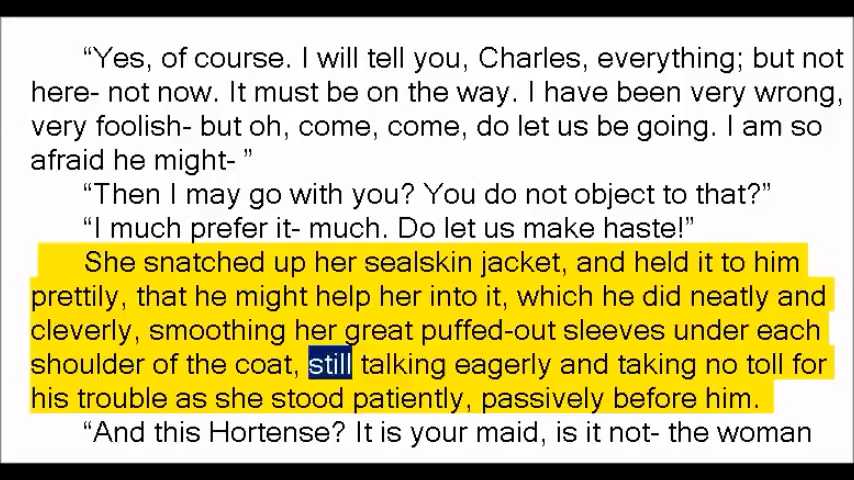 “Yes, of course. I will tell you, Charles, everything; but not
here- not now. It must be on the way. I have been very wrong,
very foolish- but oh, come, come, do let us be going. I am so
afraid he might- ”
“Then I may go with you? You do not object to that?”
“I much prefer it- much. Do let us make haste!”
She snatched up her sealskin jacket, and held it to him
prettily, that he might help her into it, which he did neatly and
cleverly, smoothing her great puffed-out sleeves under each
shoulder of the coat, still talking eagerly and taking no toll for
his trouble as she stood patiently, passively before him.
“And this Hortense? It is your maid, is it not- the woman